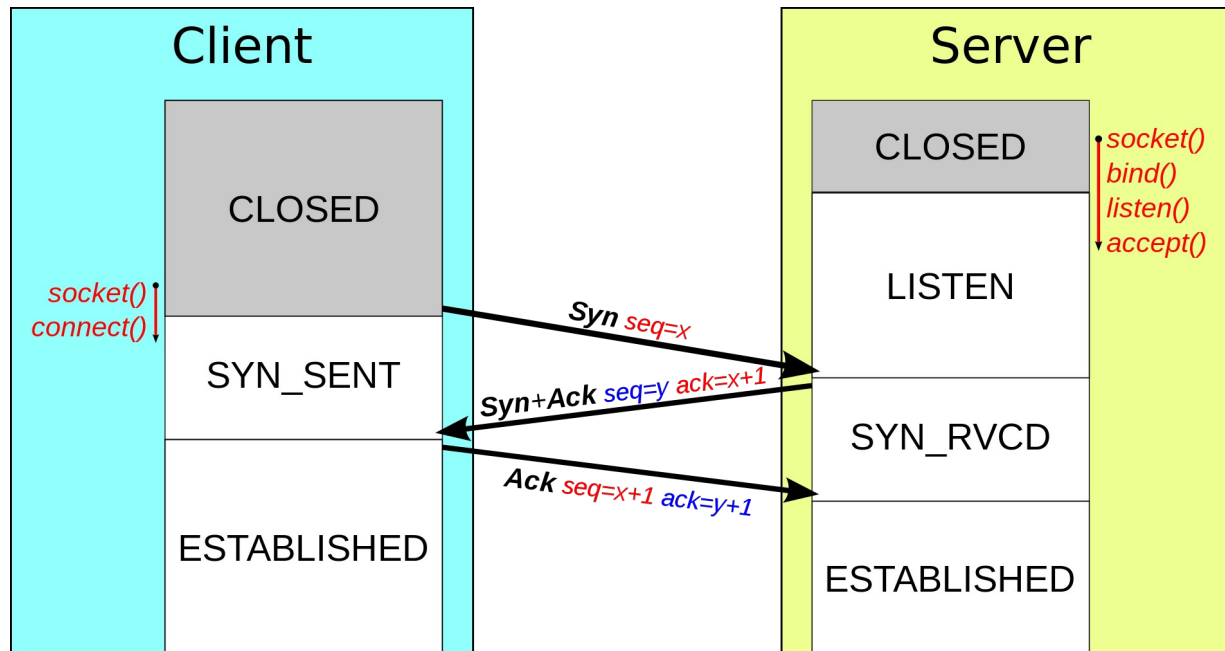 Client
CLOSED
socket()
connect()
SYN_SENT
ESTABLISHED
Syn seq=x
Syn+Ack seq=y ack=x+1
Ack seq=x+1 ack=y+1
Server
CLOSED
socket()
bind()
listen()
accept()
LISTEN
SYN_RVCD
ESTABLISHED